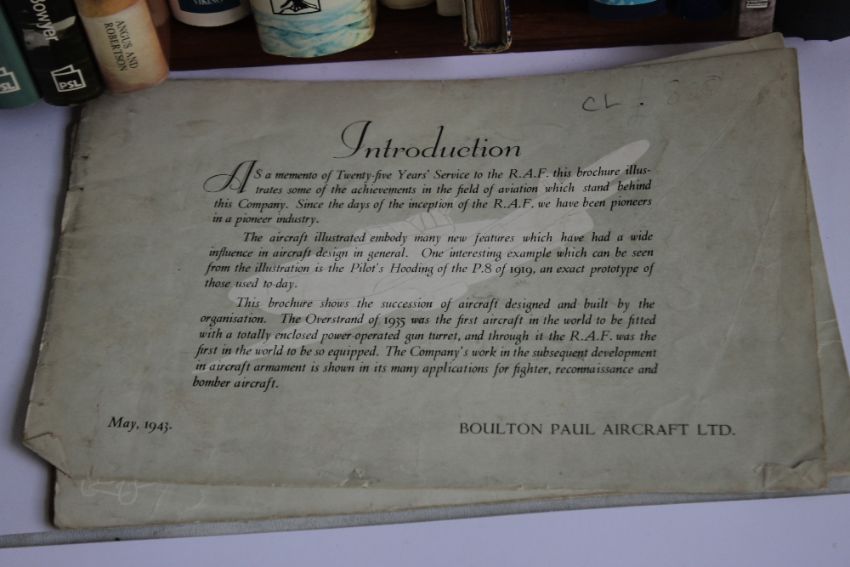 Bowyer
PSL
PSL
ANGUS AND
ROBERTSON
VIKING
CL.
Introduction
AS a memento of Twenty-five Years' Service to the R.A.F. this brochure illus-
trates some of the achievements in the field of aviation which stand behind
this Company. Since the days of the inception of the R.A.F. we have been pioneers
in a pioneer industry.
The aircraft illustrated embody many new features which have had a wide
influence in aircraft design in general. One interesting example which can be seen
from the illustration is the Pilot's Hooding of the P.8 of 1919, an exact prototype of
those used to-day.
This brochure shows the succession of aircraft designed and built by the
organisation. The Overstrand of 1935 was the first aircraft in the world to be fitted
with a totally enclosed power-operated gun turret, and through it the R.A.F. was the
first in the world to be so equipped. The Company's work in the subsequent development
in aircraft armament is shown in its many applications for fighter, reconnaissance and
bomber aircraft.
May, 1943.
BOULTON PAUL AIRCRAFT LTD.